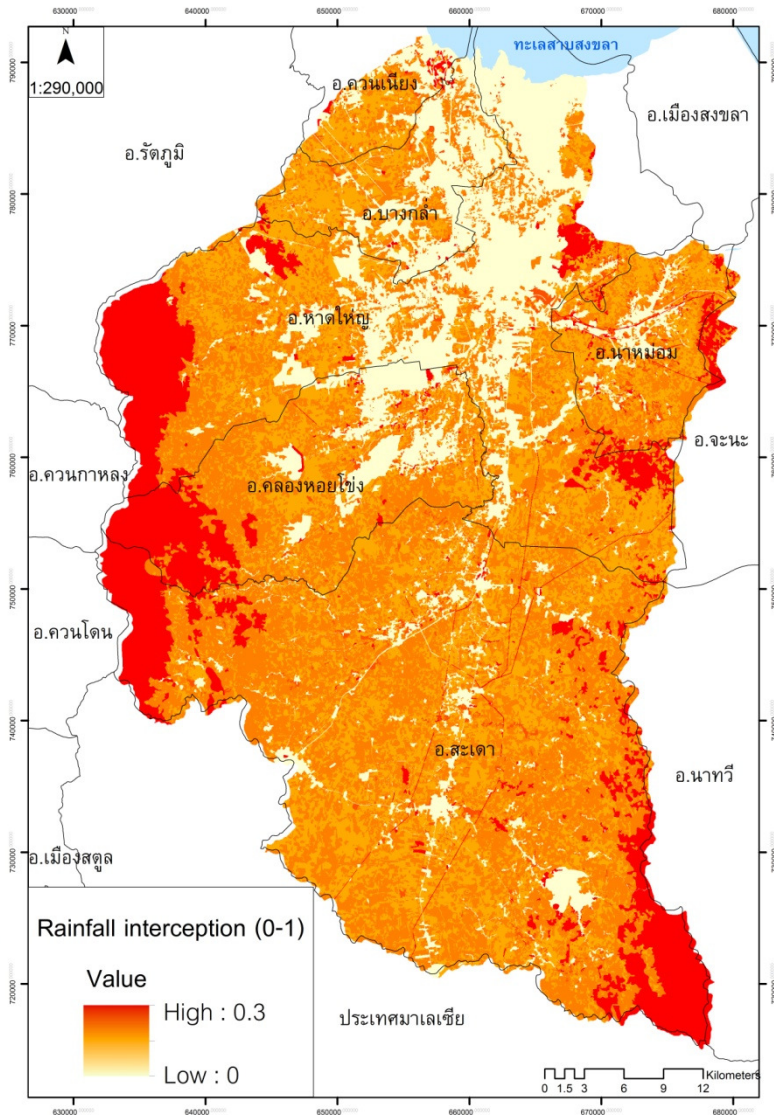 630000 640000 650000 660000 670000 680000
790000
1:290,000
ทะเลสาบสงขลา
อ.ควนเนียง
อ.เมืองสงขลา
อ.รัตภูมิ
780000
อ.บางกล่ำ
อ.หาดใหญ่
770000
อ.นาหม่อม
อ.จะนะ
760000
อ.ควนกาหลง
อ.คลองหอยโข่ง
750000
อ.ควนโดน
740000
อ.สะเดา
อ.นาทวี
730000
อ.เมืองสตูล
Rainfall interception (0-1)
Value
High : 0.3
Low : 0
720000
ประเทศมาเลเซีย
Kilometers
0 1.5 3 6 9 12
630000 640000 650000 660000 670000 680000